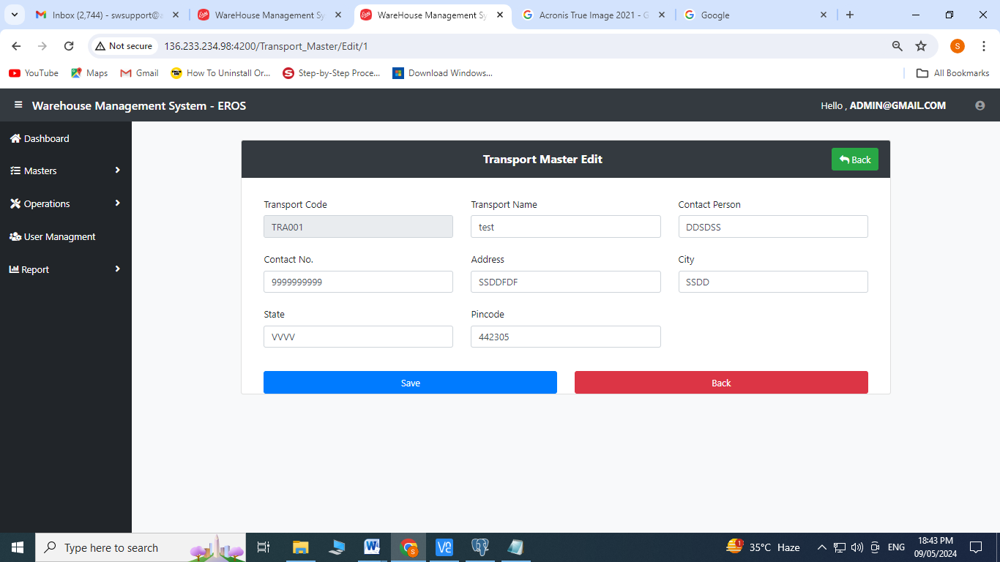 Inbox (2,744) - swsupport@a
WareHouse Management Sy
WareHouse Management Sy
Acronis True Image 2021 - G
Google
Not secure
136.233.234.98:4200/Transport_Master/Edit/1
S
YouTube
Maps
Gmail
How To Uninstall Or...
Step-by-Step Proce...
Download Windows...
All Bookmarks
Warehouse Management System - EROS
Hello , ADMIN@GMAIL.COM
Dashboard
Masters
Operations
User Managment
Report
Transport Master Edit
Back
Transport Code
Transport Name
Contact Person
TRA001
test
DDSDSS
Contact No.
Address
City
9999999999
SSDDFDF
SSDD
State
Pincode
VVVV
442305
Save
Back
Type here to search
35°C Haze
ENG
18:43 PM
09/05/2024